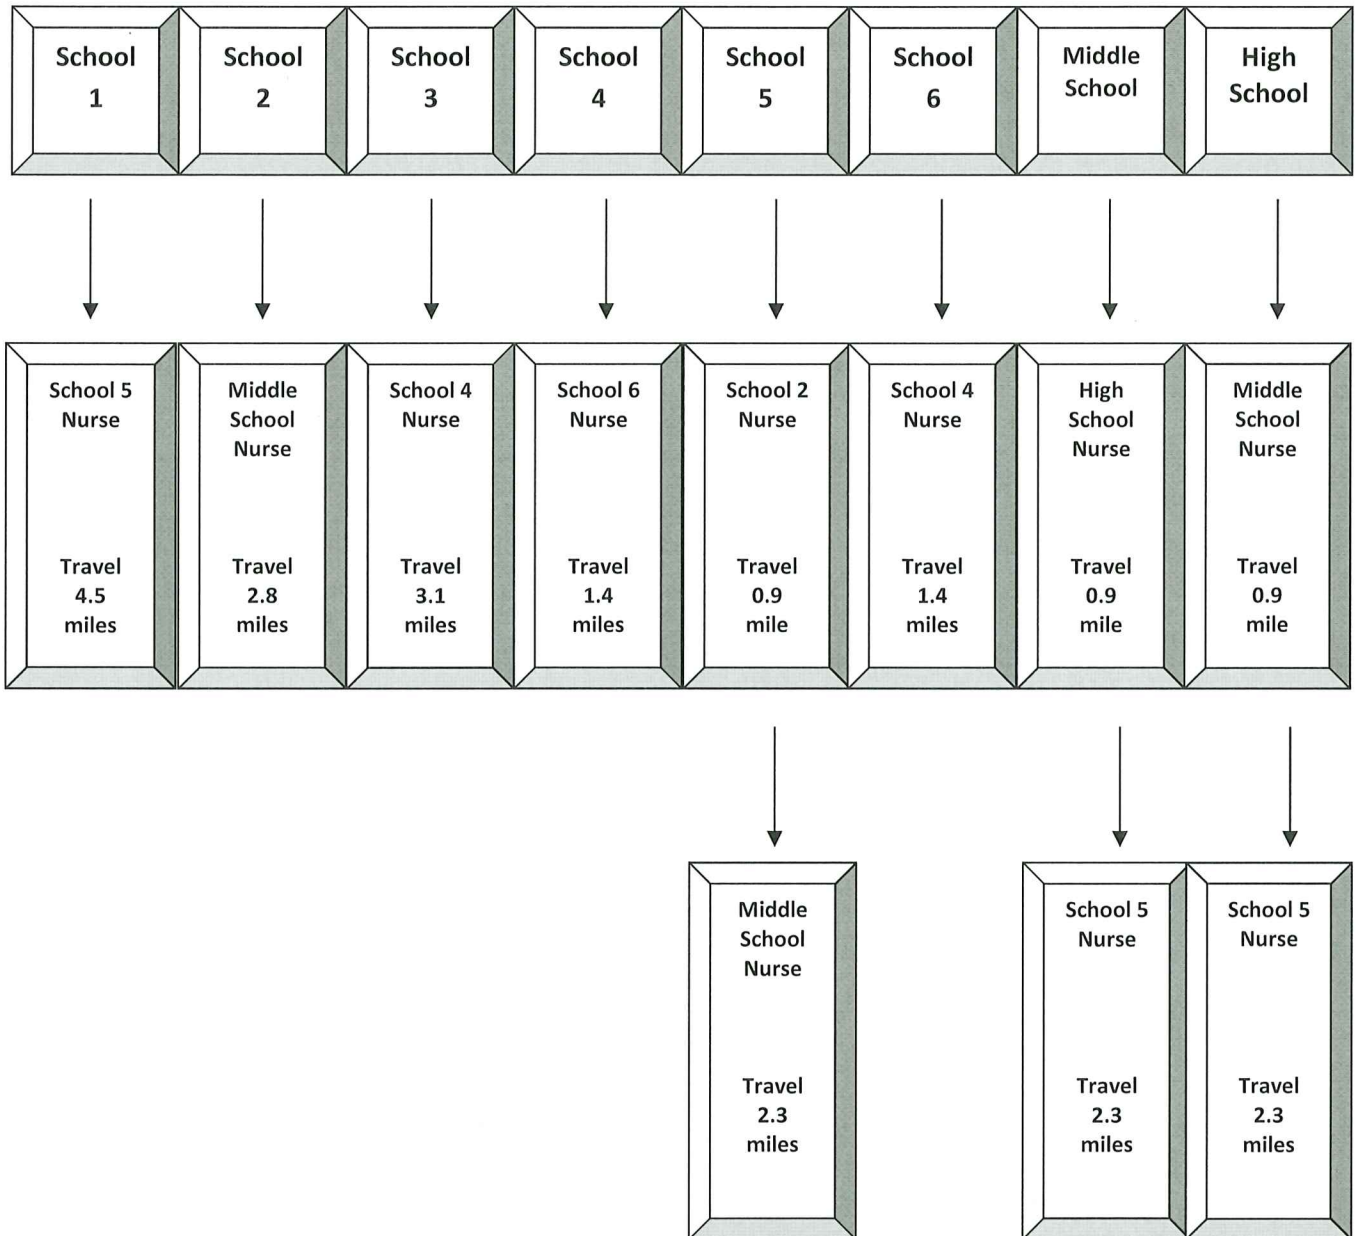 School
1
School
2
School
3
School
4
School
5
School
6
Middle
School
High
School
School 5
Nurse
Travel
4.5
miles
Middle
School
Nurse
Travel
2.8
miles
School 4
Nurse
Travel
3.1
miles
School 6
Nurse
Travel
1.4
miles
School 2
Nurse
Travel
0.9
mile
School 4
Nurse
Travel
1.4
miles
High
School
Nurse
Travel
0.9
mile
Middle
School
Nurse
Travel
0.9
mile
Middle
School
Nurse
Travel
2.3
miles
School 5
Nurse
Travel
2.3
miles
School 5
Nurse
Travel
2.3
miles